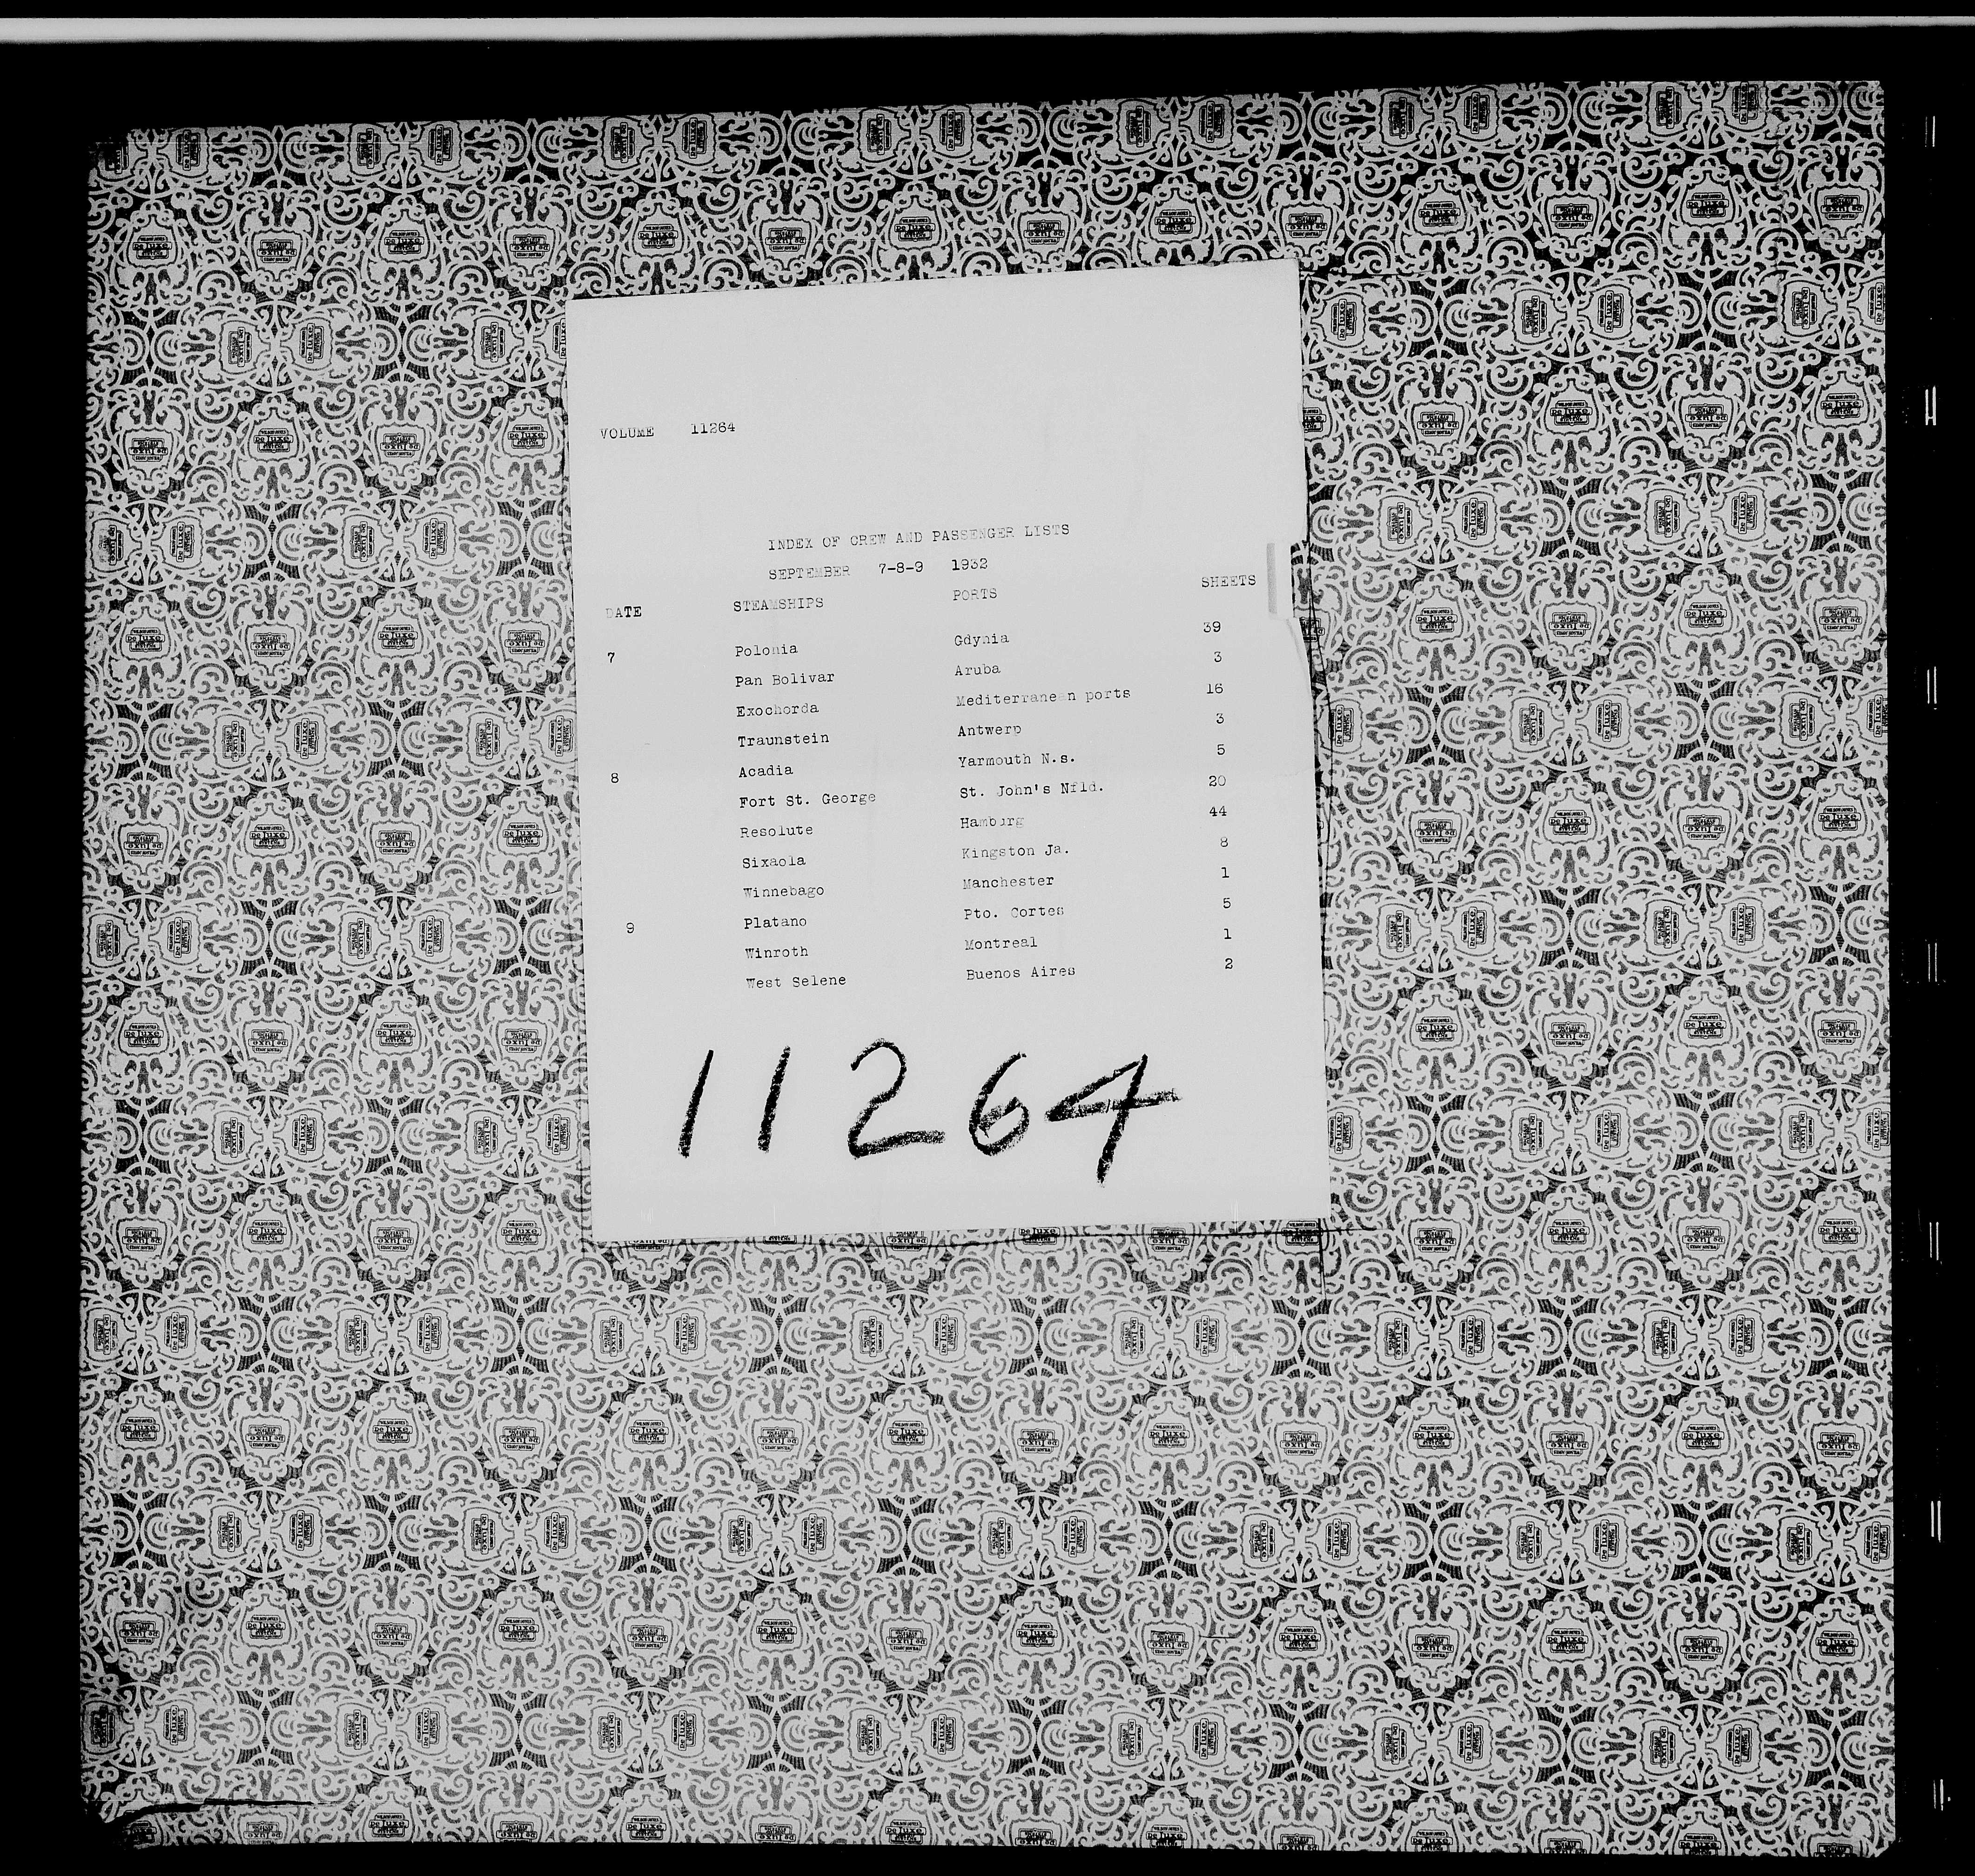 VOLUME 11264
INDEX OF CREW AND PASSENGER LISTS
SEPTEMBER 7-8-9 1932
DATE STEAMSHIPS PORTS SHEETS
7 Polonia Gdynia 39
Pan Bolivar Aruba 3
Exochorda Mediterranean ports 16
Traunstein Antwerp 3
8 Acadia Yarmouth N.s. 5
Fort St. George St. John's Nfld. 20
Resolute Hamburg 44
Sixaola Kingston Ja. 8
Winnebago Manchester 1
9 Platano Pto. Cortes 5
Winroth Montreal 1
West Selene Buenos Aires 2
11264